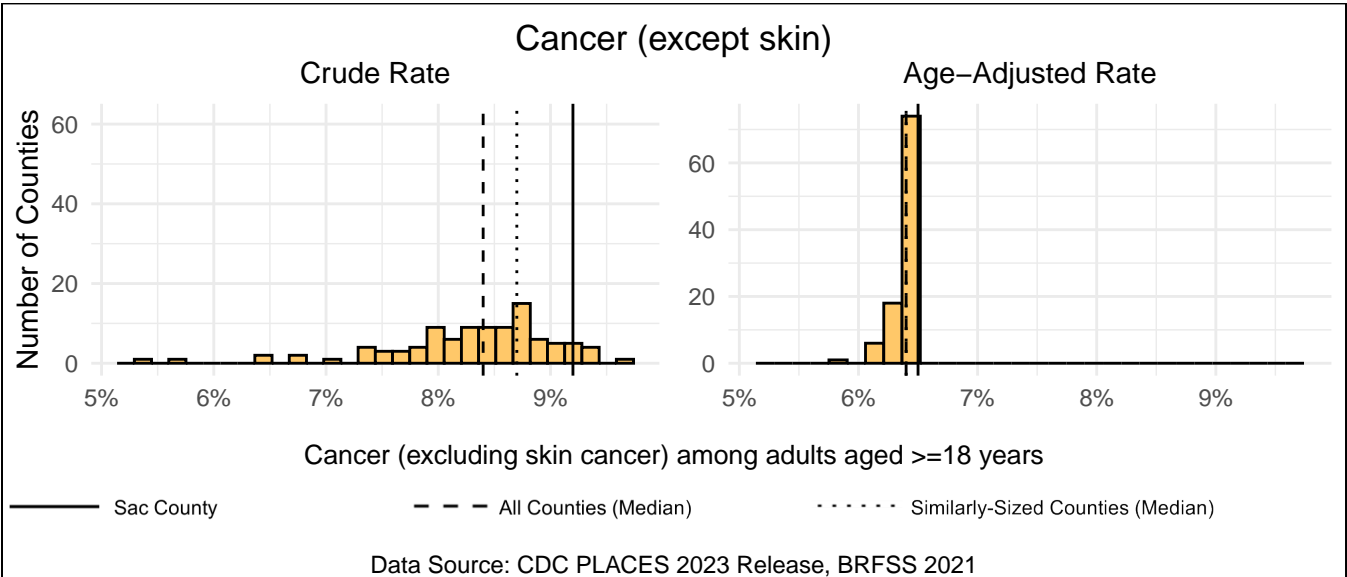 Cancer (except skin)
Crude Rate
Age−Adjusted Rate
Number of Counties
60
40
20
0
5%
6%
7%
8%
9%
60
40
20
0
5%
6%
7%
8%
9%
Cancer (excluding skin cancer) among adults aged >=18 years
Sac County
All Counties (Median)
Similarly-Sized Counties (Median)
Data Source: CDC PLACES 2023 Release, BRFSS 2021